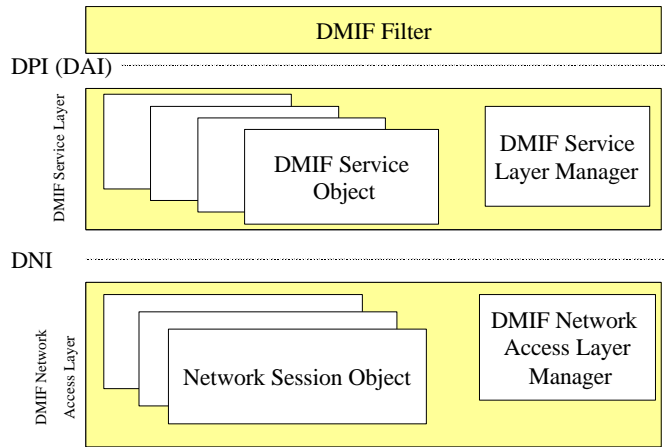 DMIF Filter
DPI (DAI)
DMIF Service Layer
DMIF Service
Object
DMIF Service
Layer Manager
DNI
DMIF Network
Access Layer
Network Session Object
DMIF Network
Access Layer
Manager